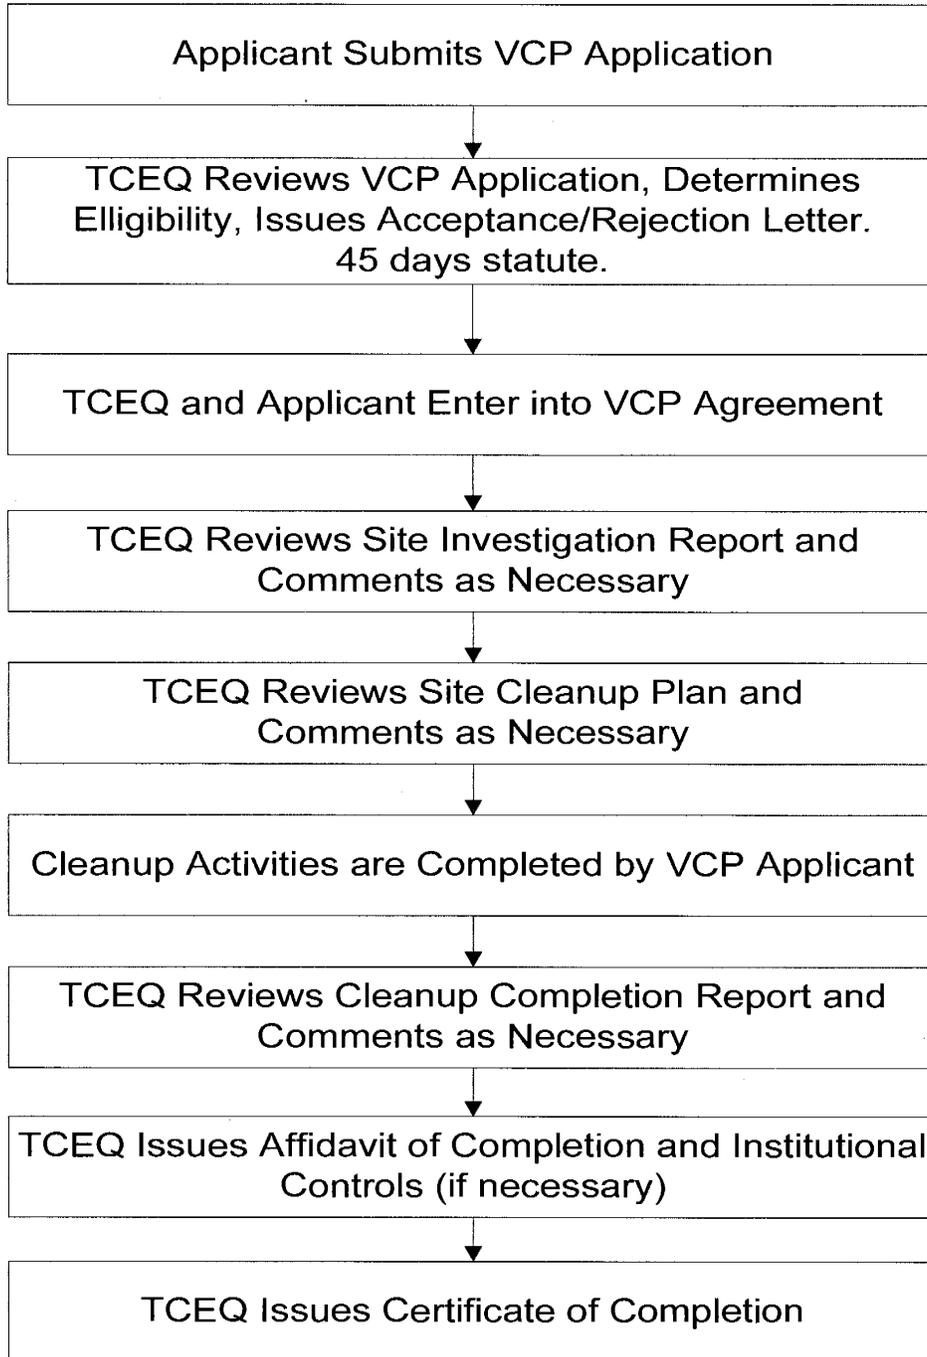 Applicant Submits VCP Application
TCEQ Reviews VCP Application, Determines
Elligibility, Issues Acceptance/Rejection Letter.
45 days statute.
TCEQ and Applicant Enter into VCP Agreement
TCEQ Reviews Site Investigation Report and
Comments as Necessary
TCEQ Reviews Site Cleanup Plan and
Comments as Necessary
Cleanup Activities are Completed by VCP Applicant
TCEQ Reviews Cleanup Completion Report and
Comments as Necessary
TCEQ Issues Affidavit of Completion and Institutional
Controls (if necessary)
TCEQ Issues Certificate of Completion